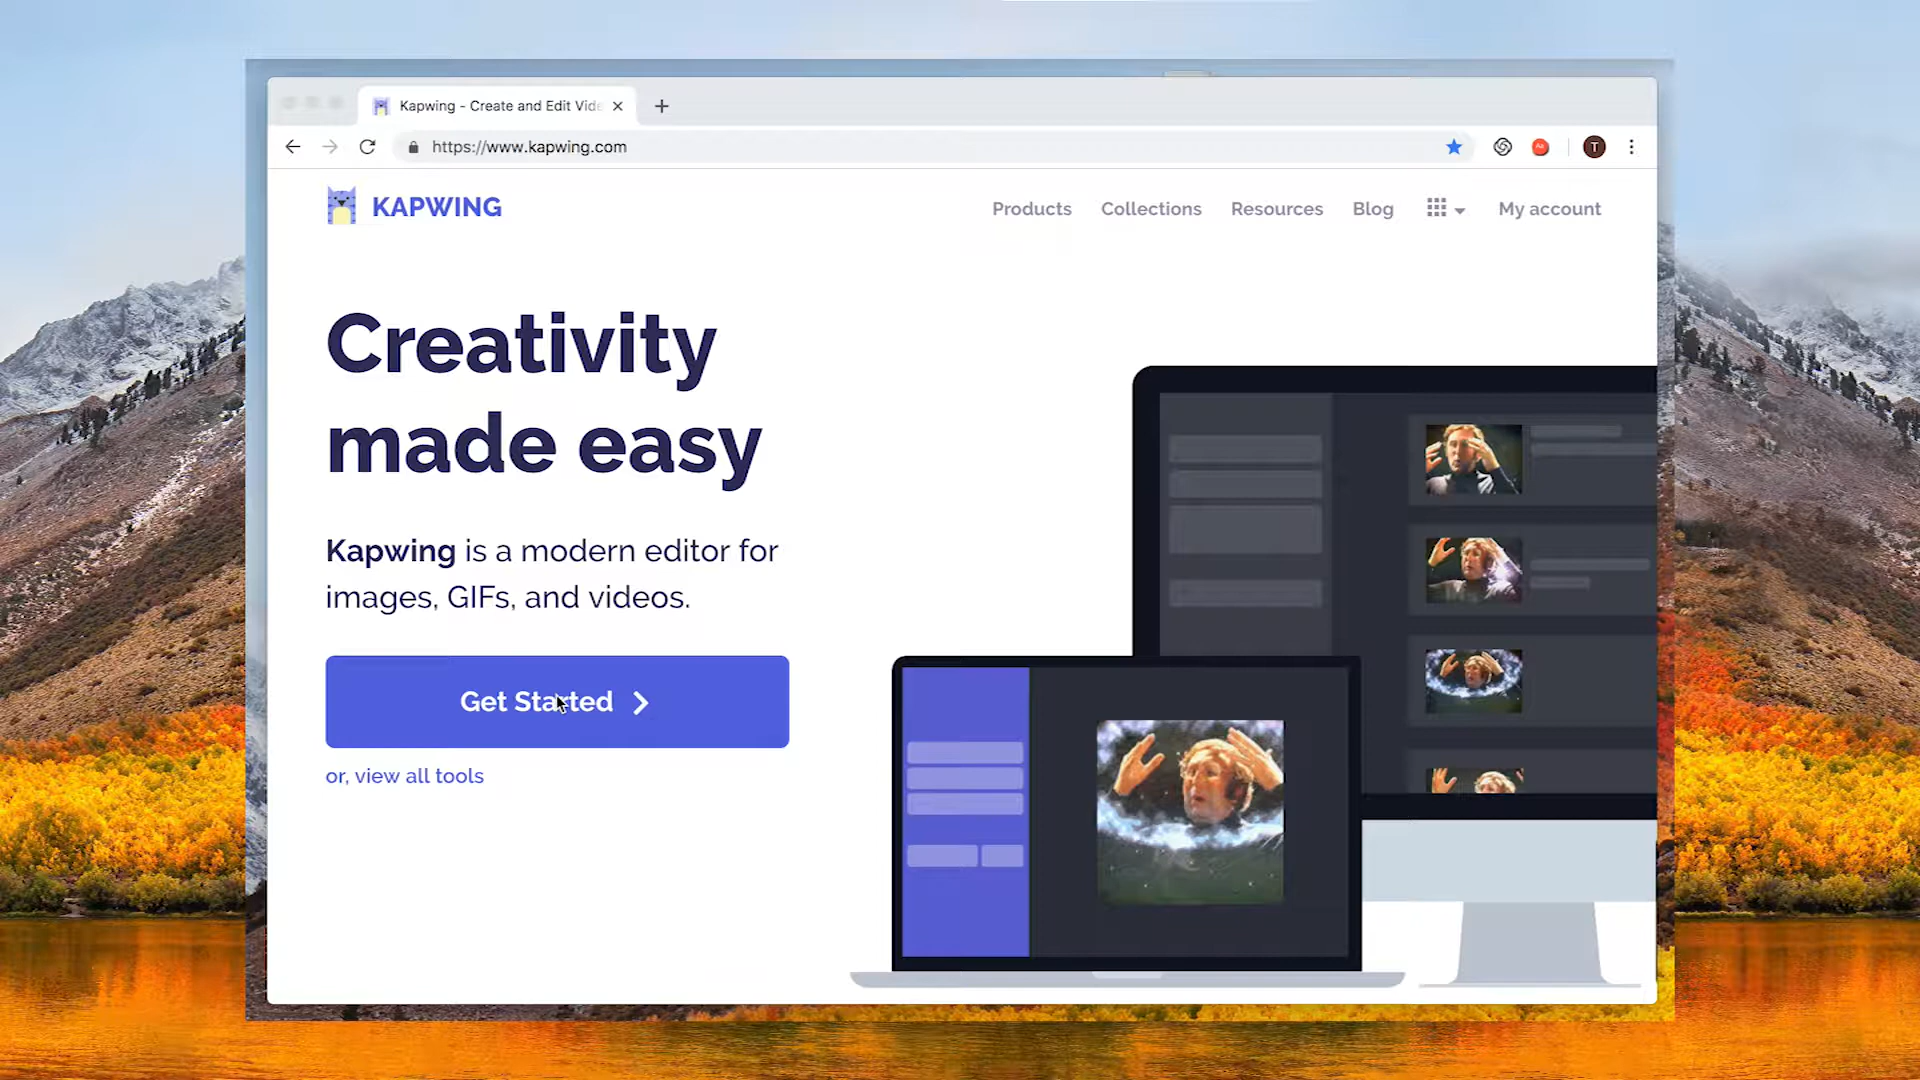 Kapwing - Create and Edit Vide
https://www.kapwing.com
T
KAPWING
Products Collections Resources Blog My account
Creativity
made easy
Kapwing is a modern editor for
images, GIFs, and videos.
Get Started
or, view all tools